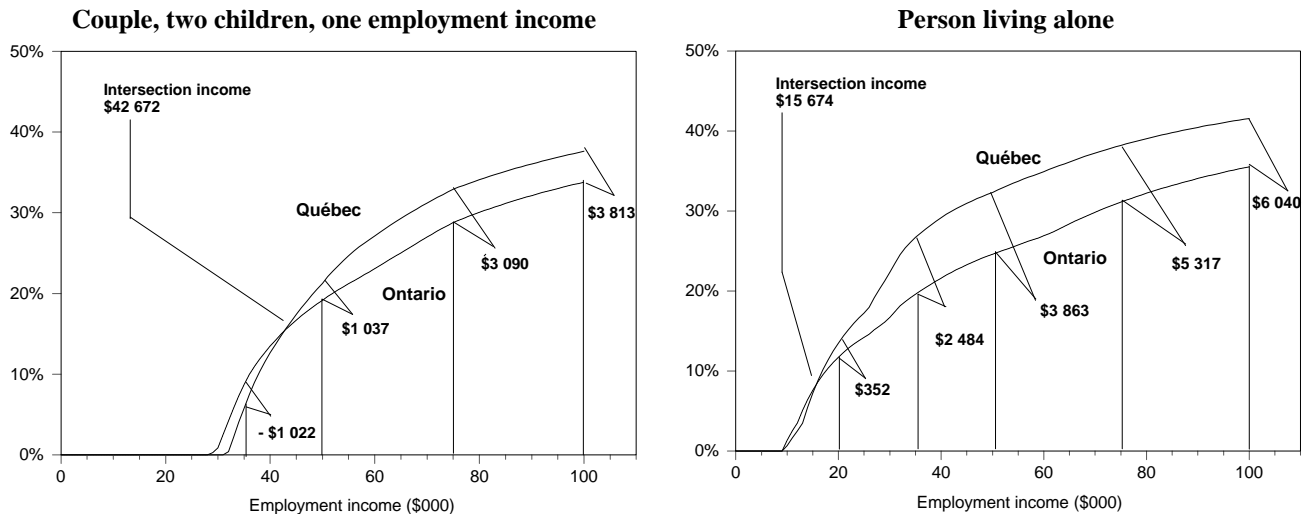 Couple, two children, one employment income
50%
40%
30%
20%
10%
0%
Intersection income
$42 672
Québec
Ontario
- $1 022
$1 037
$3 090
$3 813
0 20 40 60 80 100
Employment income ($000)
Person living alone
50%
40%
30%
20%
10%
0%
Intersection income
$15 674
Québec
Ontario
$352
$2 484
$3 863
$5 317
$6 040
0 20 40 60 80 100
Employment income ($000)